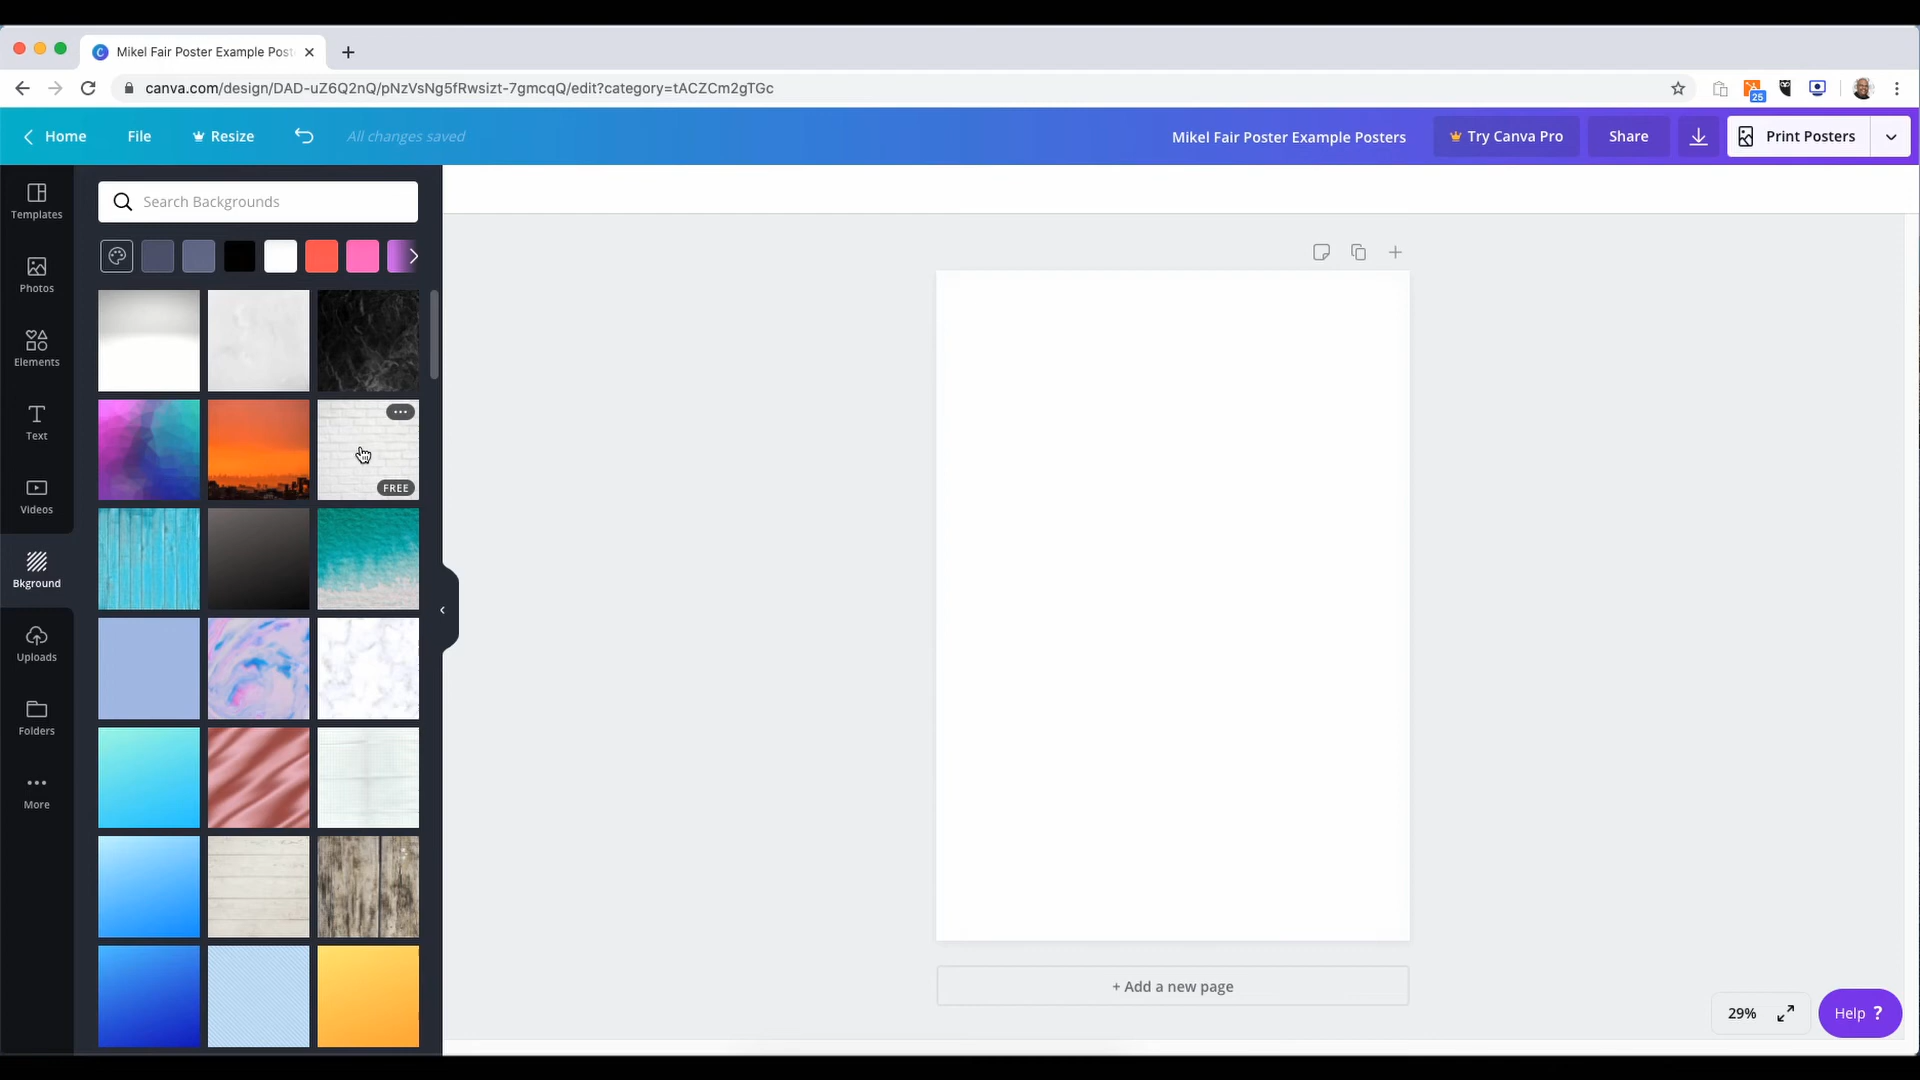 Mikel Fair Poster Example Post
canva.com/design/DAD-uZ6Q2nQ/pNzVsNg5fRwsizt-7gmcqQ/edit?category=tACZCm2gTGc
25
Home
File
Resize
All changes saved
Mikel Fair Poster Example Posters
Try Canva Pro
Share
Print Posters
Templates
Photos
Elements
Text
Videos
Bkground
Uploads
Folders
More
Search Backgrounds
FREE
+ Add a new page
29%
Help ?